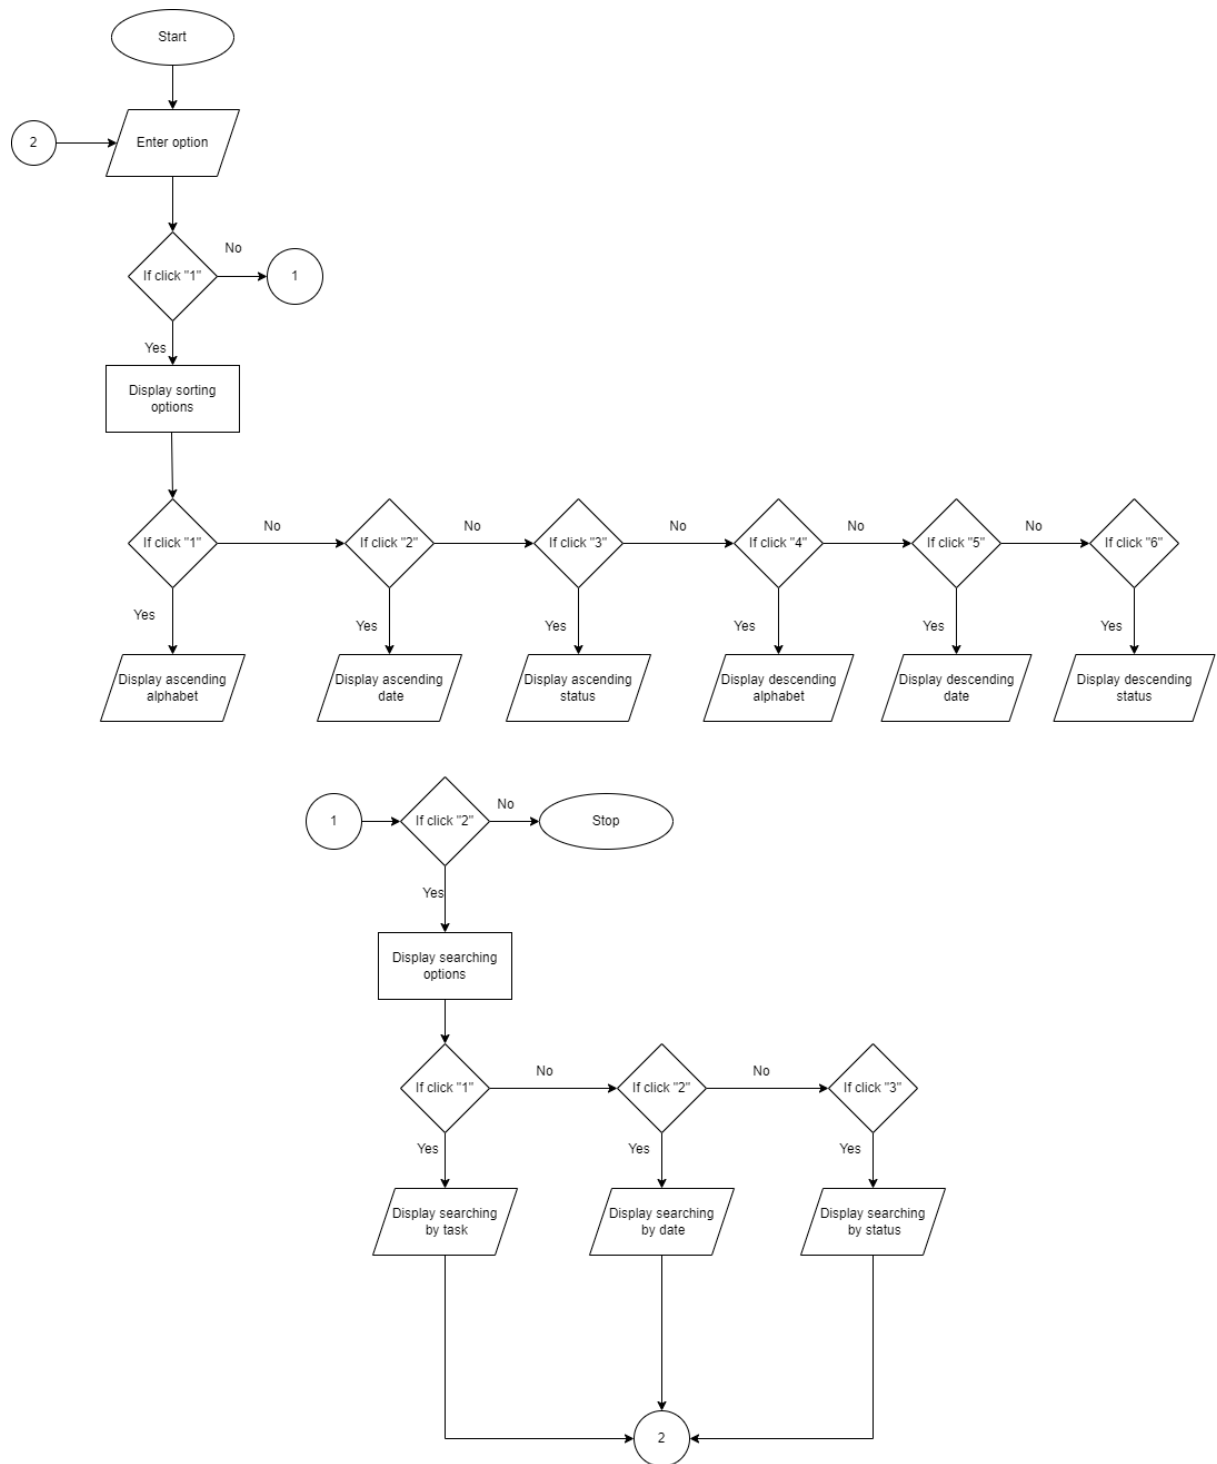 Start
2
Enter option
If click "1"
No
1
Yes
Display sorting
options
If click "1"
No
If click "2"
No
If click "3"
No
If click "4"
No
If click "5"
No
If click "6"
Yes
Yes
Yes
Yes
Yes
Yes
Display ascending
alphabet
Display ascending
date
Display ascending
status
Display descending
alphabet
Display descending
date
Display descending
status
1
If click "2"
No
Stop
Yes
Display searching
options
If click "1"
No
If click "2"
No
If click "3"
Yes
Yes
Yes
Display searching
by task
Display searching
by date
Display searching
by status
2